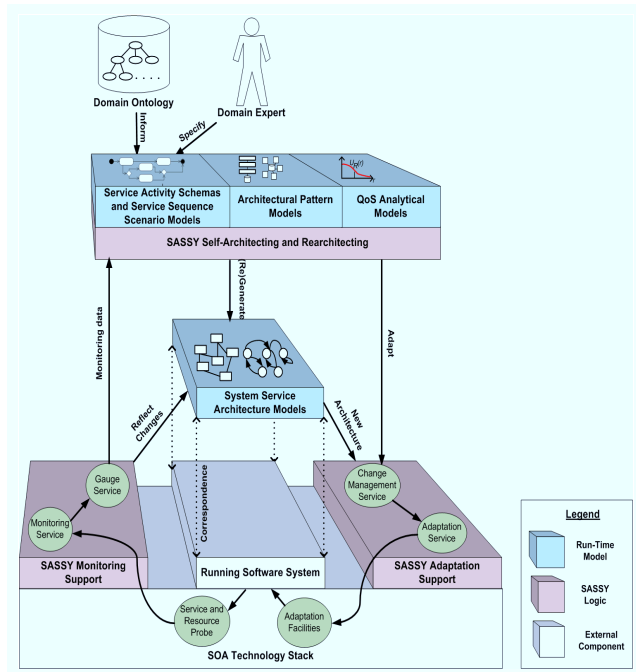 Domain Ontology
Domain Expert
Inform
Specify
U_R(r)
r
Service Activity Schemas
and Service Sequence
Scenario Models
Architectural Pattern
Models
QoS Analytical
Models
SASSY Self-Architecting and Rearchitecting
Monitoring data
(Re)Generate
Adapt
System Service
Architecture Models
Reflect
Changes
New
Architecture
Correspondence
Gauge
Service
Monitoring
Service
SASSY Monitoring
Support
Change
Management
Service
Adaptation
Service
SASSY Adaptation
Support
Running Software System
Service and
Resource
Probe
Adaptation
Facilities
SOA Technology Stack
Legend
Run-Time
Model
SASSY
Logic
External
Component